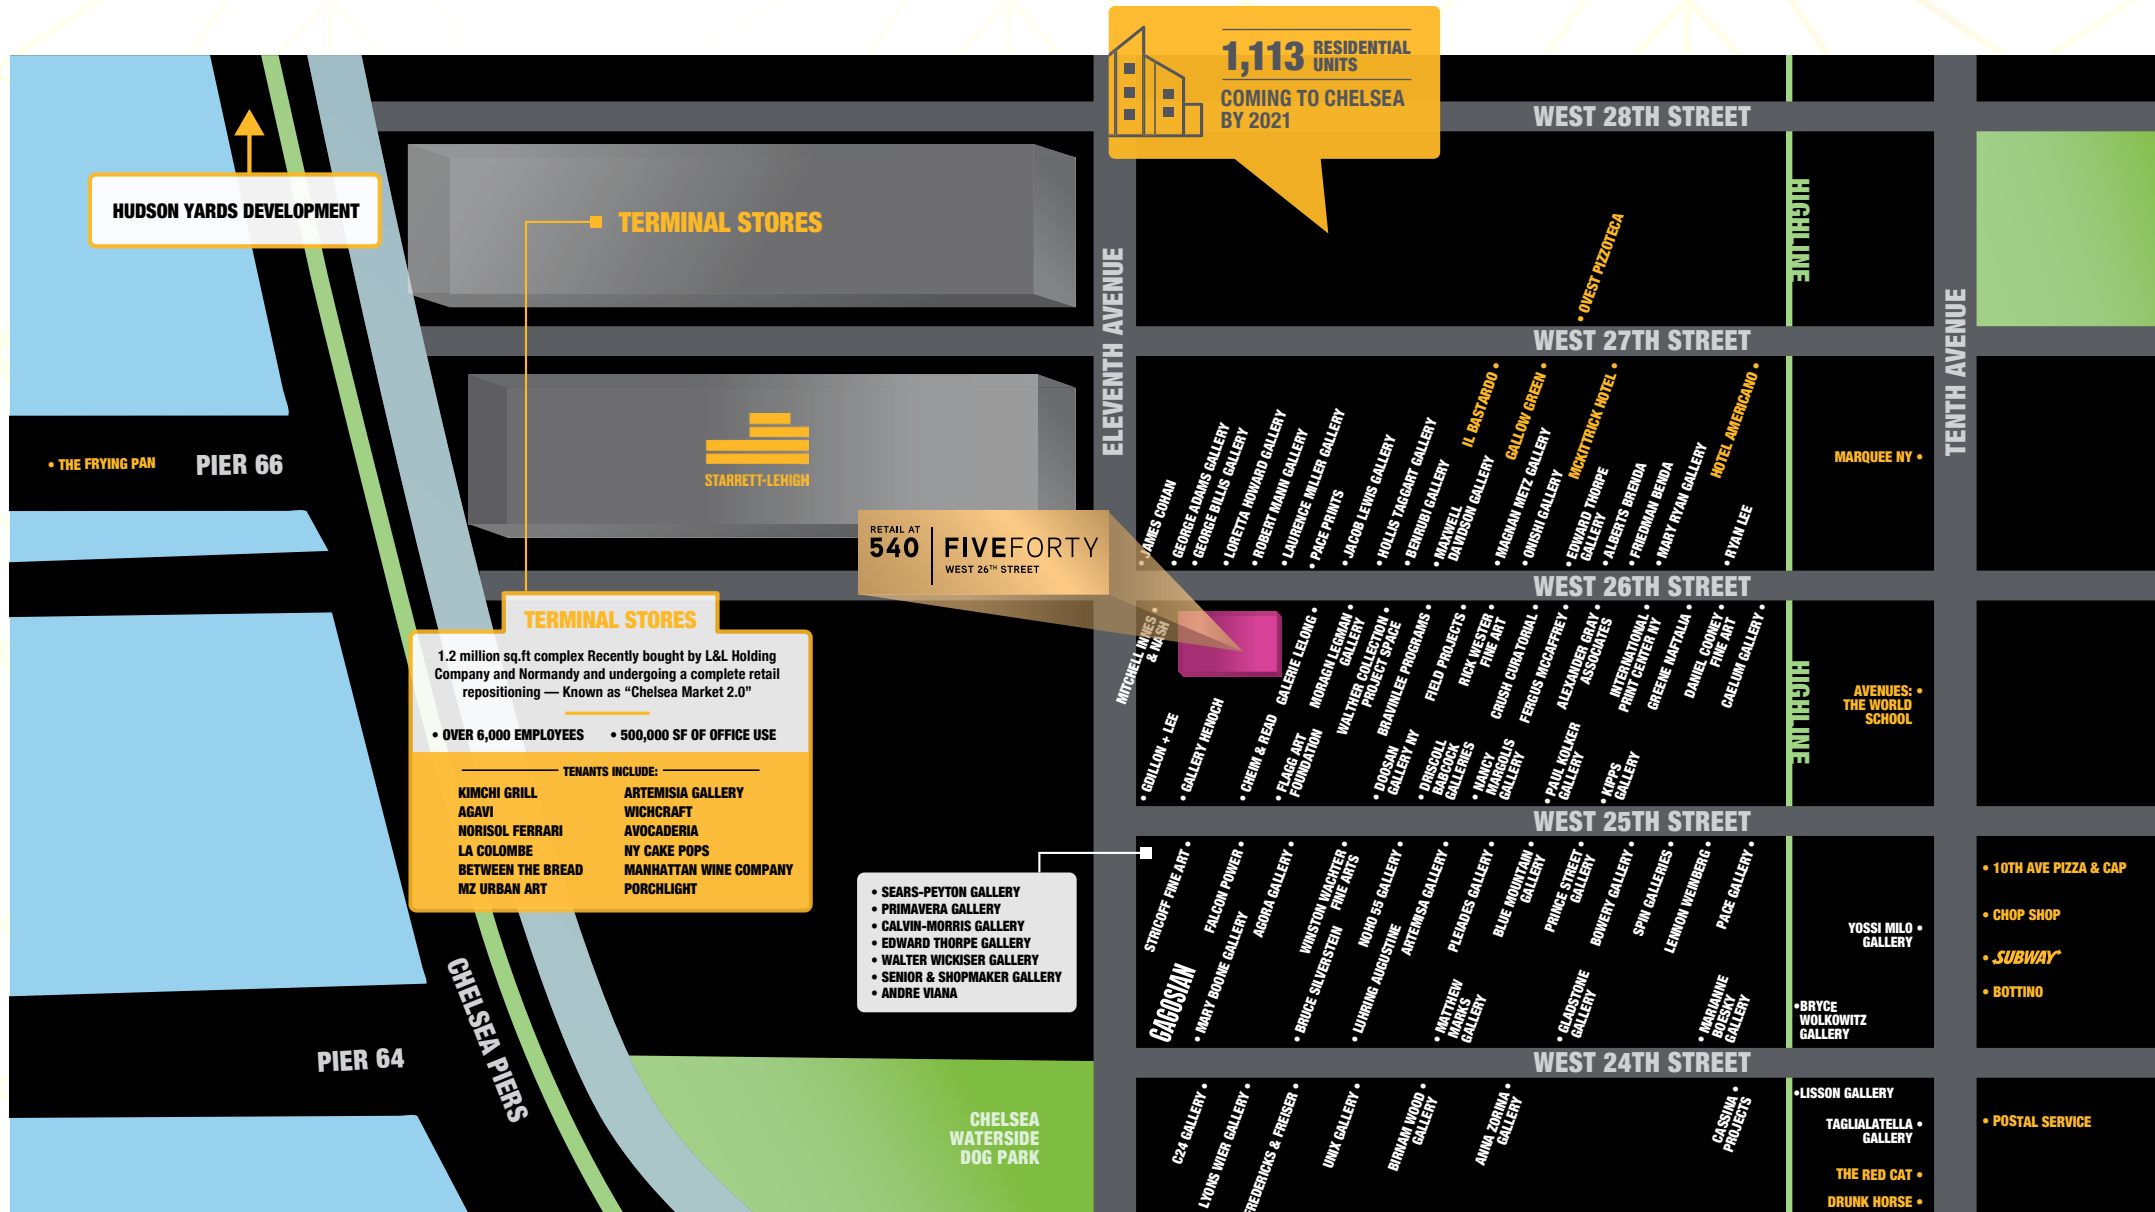 1,113 RESIDENTIAL
UNITS
COMING TO CHELSEA
BY 2021
WEST 28TH STREET
HUDSON YARDS DEVELOPMENT
TERMINAL STORES
HIGHLINE
ELEVENTH AVENUE
TENTH AVENUE
• OVEST PIZZOTECA
WEST 27TH STREET
• THE FRYING PAN
PIER 66
STARRETT-LEHIGH
IL BASTARDO •
GALLOW GREEN •
MCKITTRICK HOTEL •
HOTEL AMERICANO •
MARQUEE NY •
• JAMES COHAN
• GEORGE ADAMS GALLERY
• GEORGE BILLIS GALLERY
• LORETTA HOWARD GALLERY
• ROBERT MANN GALLERY
• LAURENCE MILLER GALLERY
• PACE PRINTS
• JACOB LEWIS GALLERY
• HOLLIS TAGGART GALLERY
• BENRUBI GALLERY
• MAXWELL
DAVIDSON GALLERY
• MAGNAN METZ GALLERY
• ONISHI GALLERY
• EDWARD THORPE
GALLERY
• ALBERTS BRENDA
• FRIEDMAN BENDA
• MARY RYAN GALLERY
• RYAN LEE
RETAIL AT
540
FIVEFORTY
WEST 26TH STREET
WEST 26TH STREET
TERMINAL STORES
1.2 million sq.ft complex Recently bought by L&L Holding
Company and Normandy and undergoing a complete retail
repositioning — Known as “Chelsea Market 2.0”
• OVER 6,000 EMPLOYEES • 500,000 SF OF OFFICE USE
TENANTS INCLUDE:
KIMCHI GRILL
AGAVI
NORISOL FERRARI
LA COLOMBE
BETWEEN THE BREAD
MZ URBAN ART
ARTEMISIA GALLERY
WICHCRAFT
AVOCADERIA
NY CAKE POPS
MANHATTAN WINE COMPANY
PORCHLIGHT
MITCHELL INNES •
& NASH
GALERIE LELONG •
MORAGN LEGMAN •
GALLERY
WALTHER COLLECTION •
PROJECT SPACE
BRAVINLEE PROGRAMS •
FIELD PROJECTS •
RICK WESTER •
FINE ART
CRUSH CURATORIAL •
FERGUS MCCAFFREY •
ALEXANDER GRAY •
ASSOCIATES
INTERNATIONAL •
PRINT CENTER NY
GREENE NAFTALIA •
DANIEL COONEY •
FINE ART
CAELUM GALLERY •
HIGHLINE
AVENUES: •
THE WORLD
SCHOOL
• GDILLON + LEE
• GALLERY HENOCH
• CHEIM & READ
• FLAGG ART
FOUNDATION
• DOOSAN
GALLERY NY
• DRISCOLL
BABCOCK
GALLERIES
• NANCY
MARGOLIS
GALLERY
• PAUL KOLKER
GALLERY
• KIPPS
GALLERY
WEST 25TH STREET
• SEARS-PEYTON GALLERY
• PRIMAVERA GALLERY
• CALVIN-MORRIS GALLERY
• EDWARD THORPE GALLERY
• WALTER WICKISER GALLERY
• SENIOR & SHOPMAKER GALLERY
• ANDRE VIANA
STRICOFF FINE ART •
FALCON POWER •
AGORA GALLERY •
WINSTON WACHTER •
FINE ARTS
NOHO 55 GALLERY •
ARTEMISA GALLERY •
PLEIADES GALLERY •
BLUE MOUNTAIN •
GALLERY
PRINCE STREET •
GALLERY
BOWERY GALLERY •
SPIN GALLERIES •
LENNON WEINBERG •
PACE GALLERY •
GAGOSIAN
• MARY BOONE GALLERY
• BRUCE SILVERSTEIN
• LUHRING AUGUSTINE
• MATTHEW
MARKS
GALLERY
• GLADSTONE
GALLERY
• MARIANNE
BOESKY
GALLERY
YOSSI MILO •
GALLERY
•BRYCE
WOLKOWITZ
GALLERY
• 10TH AVE PIZZA & CAP
• CHOP SHOP
• SUBWAY
• BOTTINO
CHELSEA PIERS
PIER 64
WEST 24TH STREET
CHELSEA
WATERSIDE
DOG PARK
C24 GALLERY •
LYONS WIER GALLERY •
FREDERICKS & FREISER •
UNIX GALLERY •
BIRNAM WOOD •
GALLERY
ANNA ZORINA •
GALLERY
CASSINA •
PROJECTS
•LISSON GALLERY
TAGLIALATELLA •
GALLERY
THE RED CAT •
DRUNK HORSE •
• POSTAL SERVICE